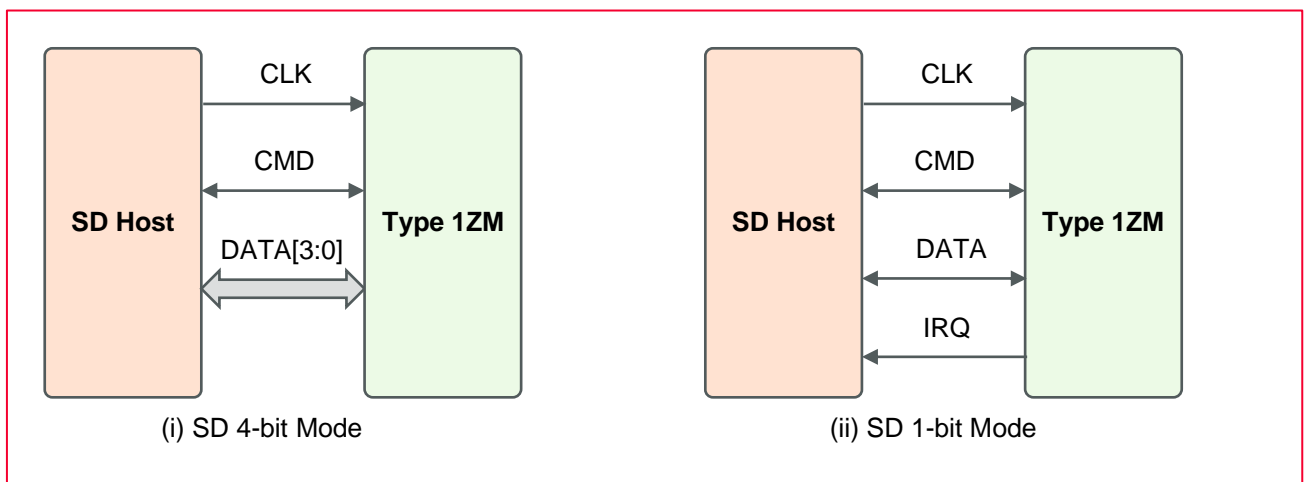 CLK
CMD
SD Host
Type 1ZM
DATA[3:0]
(i) SD 4-bit Mode
CLK
CMD
SD Host
Type 1ZM
DATA
IRQ
(ii) SD 1-bit Mode